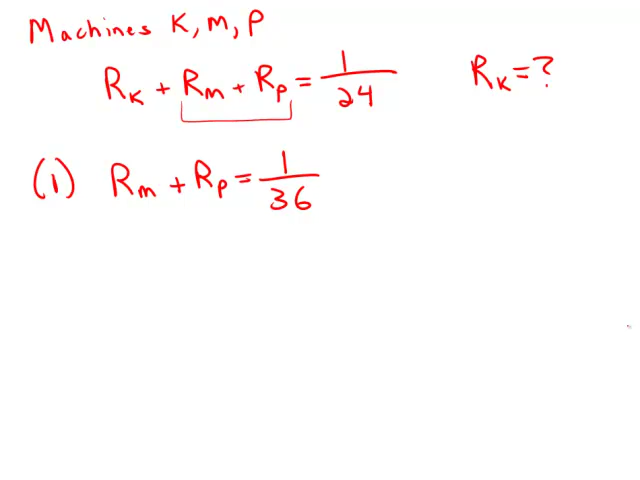 Machines K, M, P
R_K + R_m + R_p = 1/24
R_K = ?
(1) R_m + R_p = 1/36